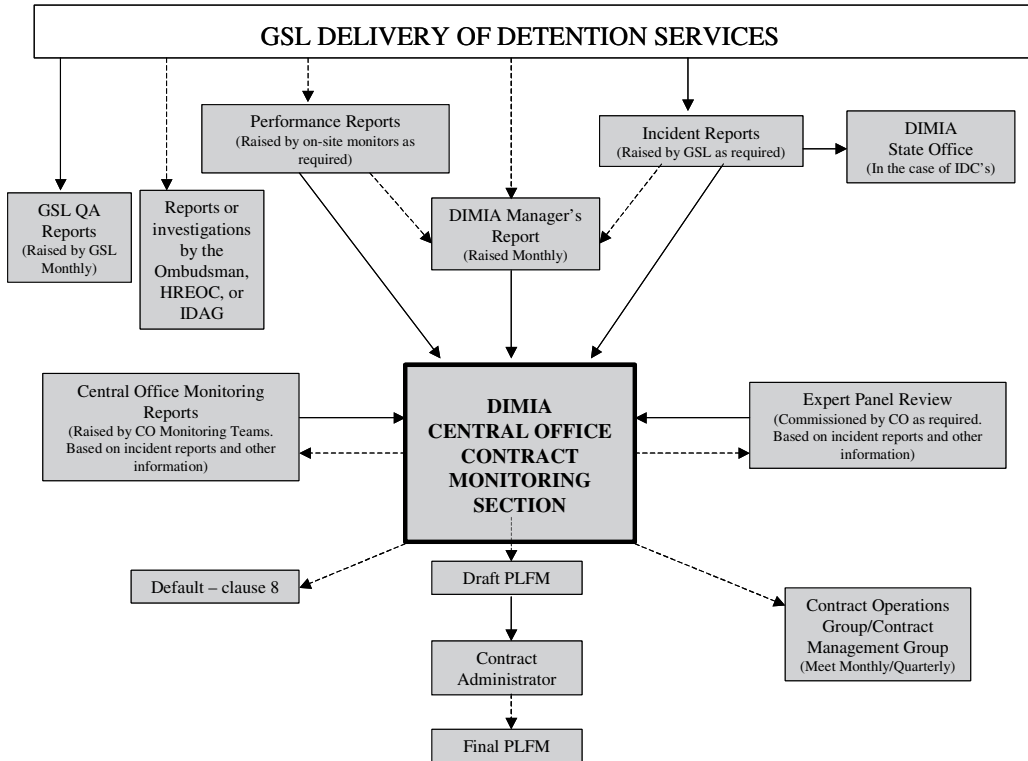 GSL DELIVERY OF DETENTION SERVICES
Performance Reports
(Raised by on-site monitors as
required)
Incident Reports
(Raised by GSL as required)
DIMIA
State Office
(In the case of IDC's)
GSL QA
Reports
(Raised by GSL
Monthly)
Reports or
investigations
by the
Ombudsman,
HREOC, or
IDAG
DIMIA Manager's
Report
(Raised Monthly)
Central Office Monitoring
Reports
(Raised by CO Monitoring Teams.
Based on incident reports and other
information)
DIMIA
CENTRAL OFFICE
CONTRACT
MONITORING
SECTION
Expert Panel Review
(Commissioned by CO as required.
Based on incident reports and other
information)
Default – clause 8
Draft PLFM
Contract Operations
Group/Contract
Management Group
(Meet Monthly/Quarterly)
Contract
Administrator
Final PLFM